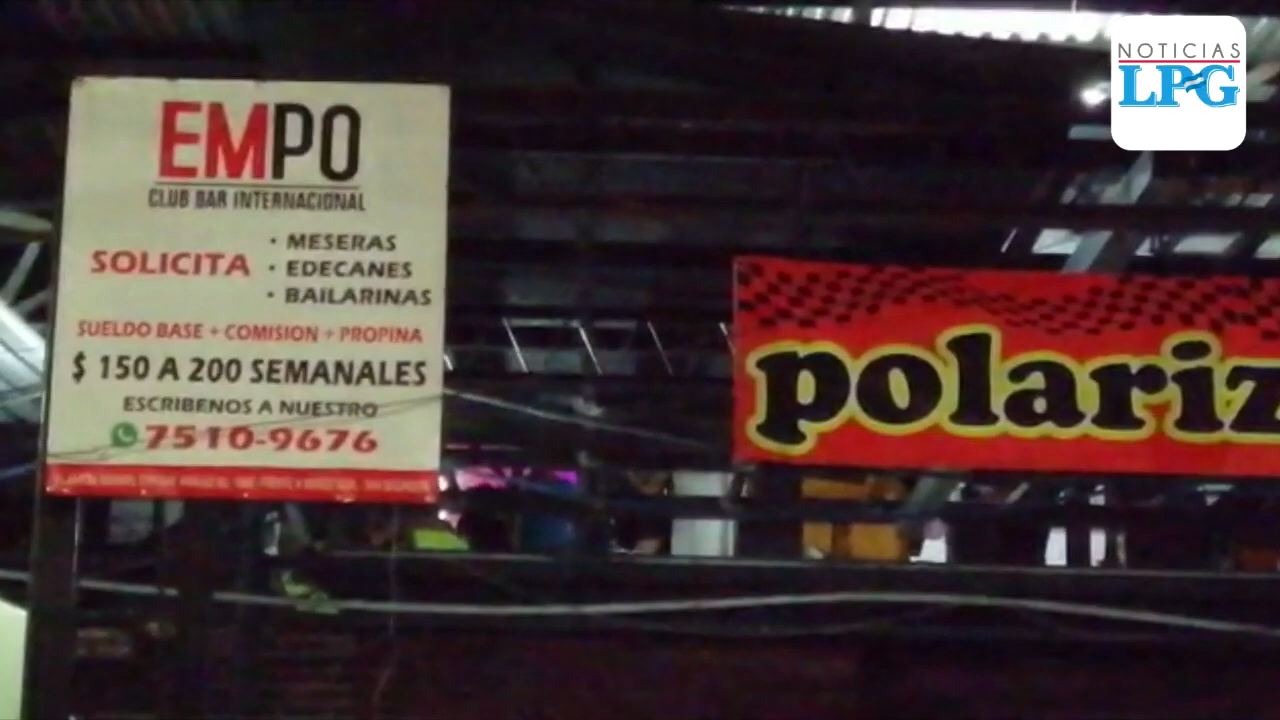 EMPO
CLUB BAR INTERNACIONAL
SOLICITA
• MESERAS
• EDECANES
• BAILARINAS
SUELDO BASE + COMISION + PROPINA
$ 150 A 200 SEMANALES
ESCRIBENOS A NUESTRO
7510-9676
polariz
NOTICIAS
LPG